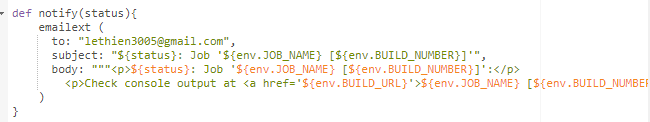 def notify(status){
emailext (
to: "lethien3005@gmail.com",
subject: "${status}: Job '${env.JOB_NAME} [${env.BUILD_NUMBER}]'",
body: """<p>${status}: Job '${env.JOB_NAME} [${env.BUILD_NUMBER}]':</p>
<p>Check console output at <a href='${env.BUILD_URL}'>${env.JOB_NAME} [${env.BUILD_NUMBER
)
}